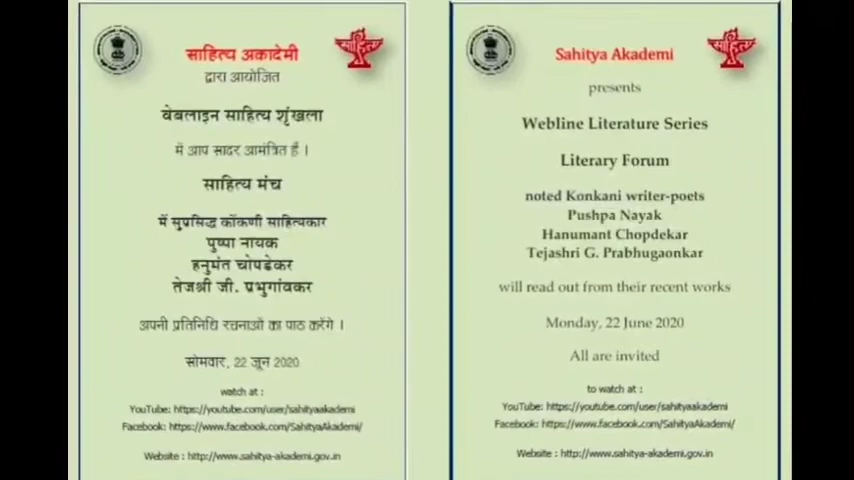 साहित्य अकादेमी
द्वारा आयोजित
वेबलाइन साहित्य शृंखला
में आप सादर आमंत्रित हैं ।
साहित्य मंच
में सुप्रसिद्ध कोंकणी साहित्यकार
पुष्पा नायक
हनुमंत चोपडेकर
तेजश्री जी. प्रभुगांवकर
अपनी प्रतिनिधि रचनाओं का पाठ करेंगे ।
सोमवार, 22 जून 2020
watch at :
YouTube: https://youtube.com/user/sahityaakademi
Facebook: https://www.facebook.com/SahityaAkademi/
Website : http://www.sahitya-akademi.gov.in
साहित्य
Sahitya Akademi
presents
Webline Literature Series
Literary Forum
noted Konkani writer-poets
Pushpa Nayak
Hanumant Chopdekar
Tejashri G. Prabhugaonkar
will read out from their recent works
Monday, 22 June 2020
All are invited
to watch at :
YouTube: https://youtube.com/user/sahityaakademi
Facebook: https://www.facebook.com/SahityaAkademi/
Website : http://www.sahitya-akademi.gov.in
साहित्य